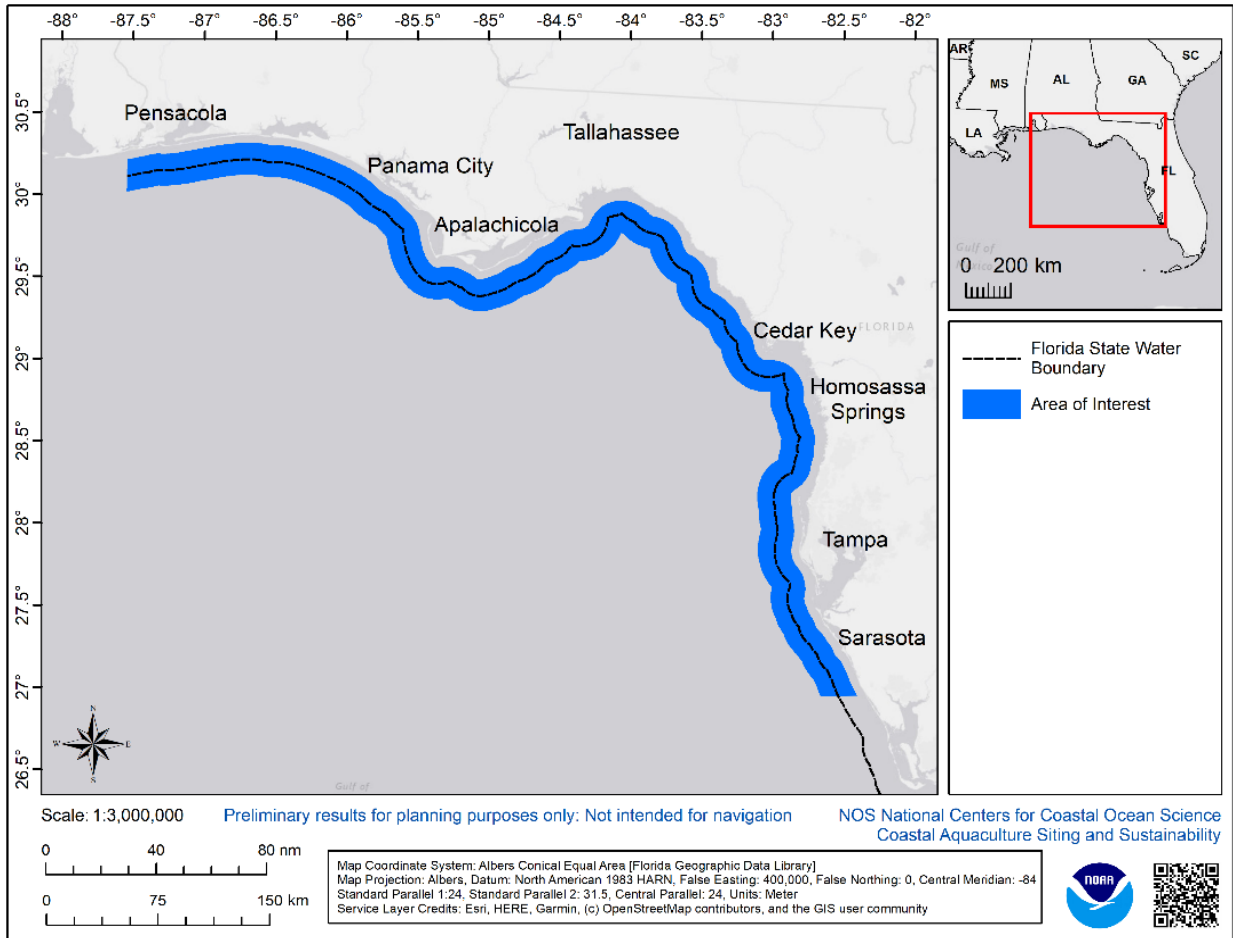 -88° -87.5° -87° -86.5° -86° -85.5° -85° -84.5° -84° -83.5° -83° -82.5° -82°
30.5°
30°
29.5°
29°
28.5°
28°
27.5°
27°
26.5°
Pensacola
Tallahassee
Panama City
Apalachicola
Cedar Key
FLORIDA
Homosassa
Springs
Tampa
Sarasota
N
W E
S
Gulf of
AR
SC
MS AL GA
LA
FL
Gulf of
Mexico
0 200 km
Florida State Water
Boundary
Area of Interest
Scale: 1:3,000,000
Preliminary results for planning purposes only: Not intended for navigation
NOS National Centers for Coastal Ocean Science
Coastal Aquaculture Siting and Sustainability
0 40 80 nm
0 75 150 km
Map Coordinate System: Albers Conical Equal Area [Florida Geographic Data Library]
Map Projection: Albers, Datum: North American 1983 HARN, False Easting: 400,000, False Northing: 0, Central Meridian: -84
Standard Parallel 1:24, Standard Parallel 2: 31.5, Central Parallel: 24, Units: Meter
Service Layer Credits: Esri, HERE, Garmin, (c) OpenStreetMap contributors, and the GIS user community
NOAA